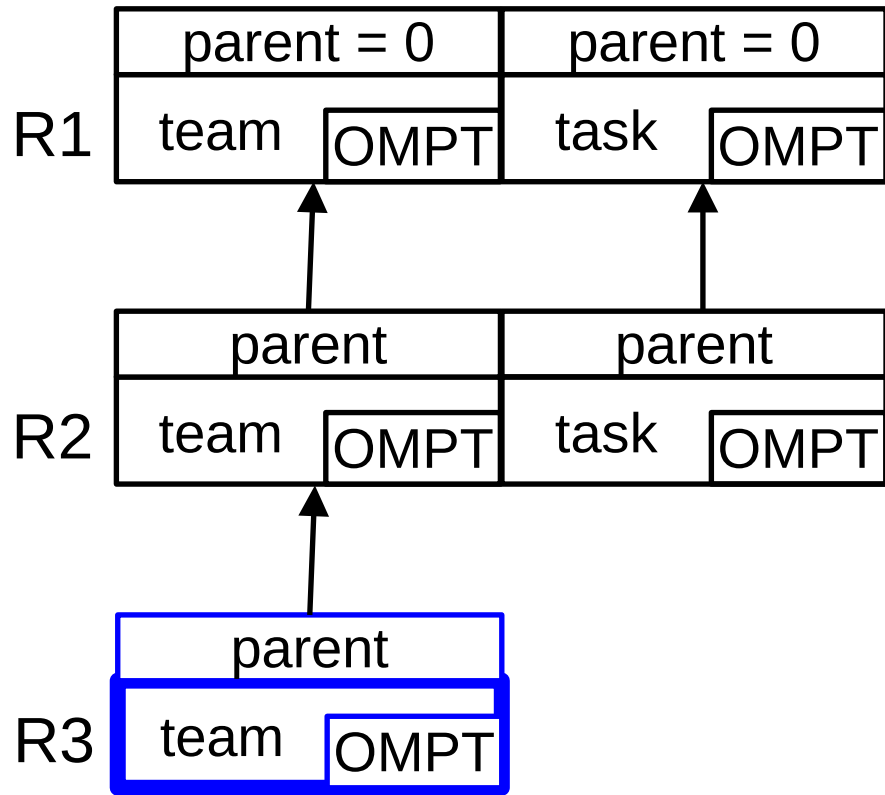 parent = 0 parent = 0
R1 team OMPT task OMPT
parent parent
R2 team OMPT task OMPT
parent
R3 team OMPT